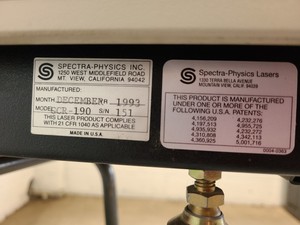 SPECTRA-PHYSICS INC.
1250 WEST MIDDLEFIELD ROAD
MT. VIEW, CALIFORNIA 94042
MANUFACTURED:
MONTH DECEMBER YR 1993
MODEL GCR-190 S/N 151
THIS LASER PRODUCT COMPLIES
WITH 21 CFR 1040 AS APPLICABLE
MADE IN U.S.A.
Spectra-Physics Lasers
1330 TERRA BELLA AVENUE
MOUNTAIN VIEW, CALIF. 94039
THIS PRODUCT IS MANUFACTURED
UNDER ONE OR MORE OF THE
FOLLOWING U.S.A. PATENTS:
4,156,209 4,232,276
4,197,513 4,955,725
4,935,932 4,232,272
4,310,808 4,342,113
4,360,925 5,001,716
MADE IN U.S.A.